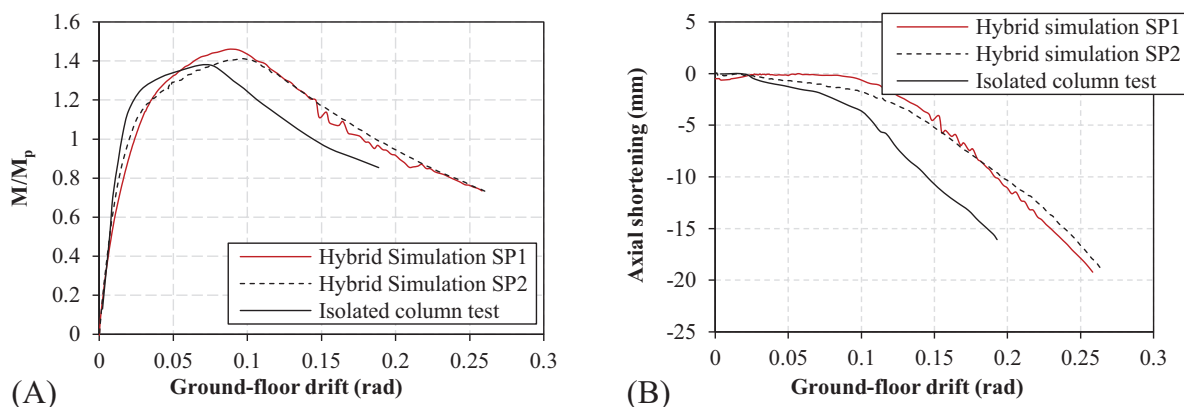 1.6
1.4
1.2
1
0.8
0.6
0.4
0.2
0
M/Mp
Hybrid Simulation SP1
Hybrid Simulation SP2
Isolated column test
0 0.05 0.1 0.15 0.2 0.25 0.3
Ground-floor drift (rad)
(A)
5
0
-5
-10
-15
-20
-25
Axial shortening (mm)
Hybrid simulation SP1
Hybrid simulation SP2
Isolated column test
0 0.05 0.1 0.15 0.2 0.25 0.3
Ground-floor drift (rad)
(B)